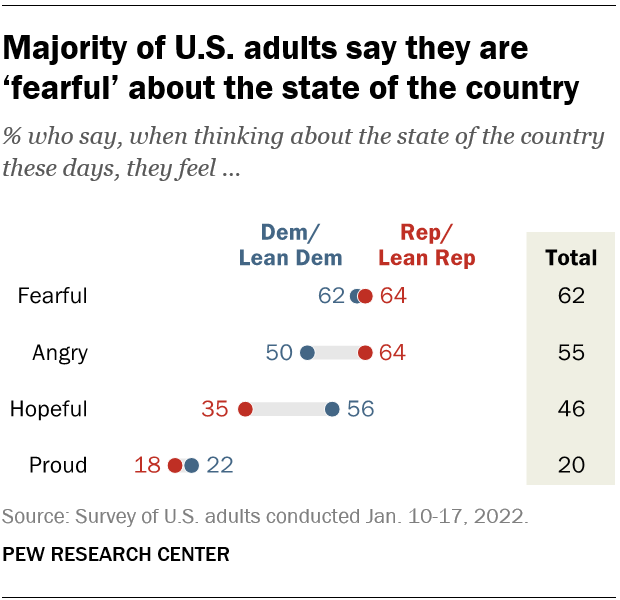 Majority of U.S. adults say they are
‘fearful’ about the state of the country
% who say, when thinking about the state of the country
these days, they feel ...
Dem/ Rep/
Lean Dem Lean Rep Total
Fearful 62 64 62
Angry 50 64 55
Hopeful 35 56 46
Proud 18 22 20
Source: Survey of U.S. adults conducted Jan. 10-17, 2022.
PEW RESEARCH CENTER